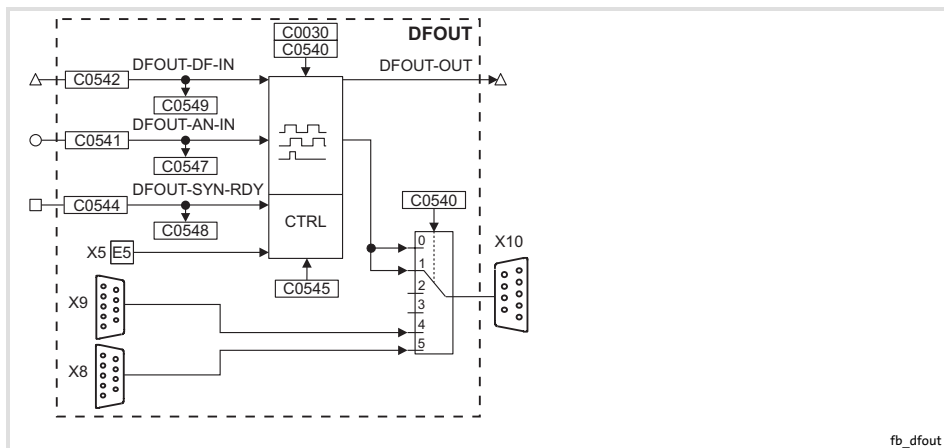 DFOUT
C0030
C0540
DFOUT-DF-IN
DFOUT-OUT
C0542
C0549
DFOUT-AN-IN
C0541
C0547
DFOUT-SYN-RDY
C0544
C0548
CTRL
C0540
X5 E5
C0545
X10
0
1
2
3
4
5
X9
X8
fb_dfout